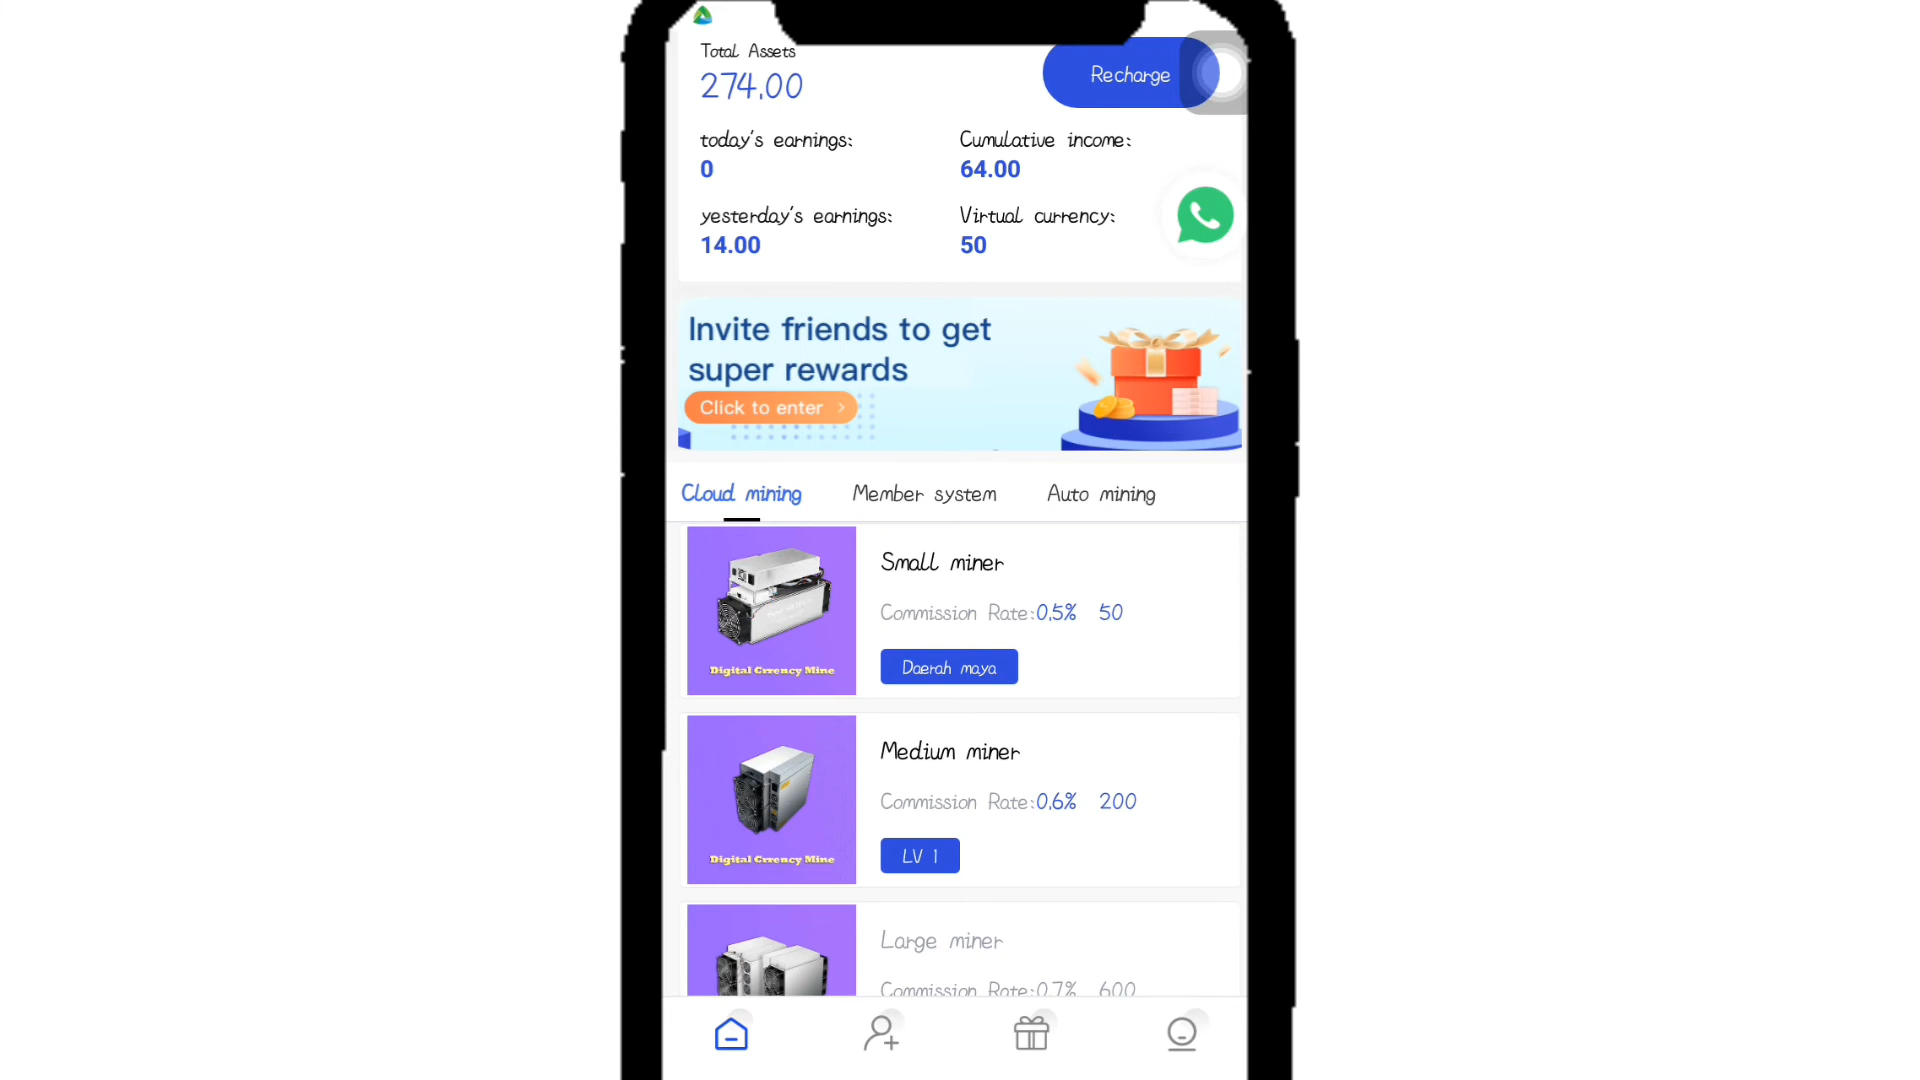 Total Assets
274.00
Recharge
today's earnings:
0
Cumulative income:
64.00
yesterday's earnings:
14.00
Virtual currency:
50
Invite friends to get
super rewards
Click to enter >
Cloud mining
Member system
Auto mining
Small miner
Commission Rate:0.5% 50
Daerah maya
Digital Crrency Mine
Medium miner
Commission Rate:0.6% 200
LV 1
Digital Crrency Mine
Large miner
Commission Rate:0.7% 600